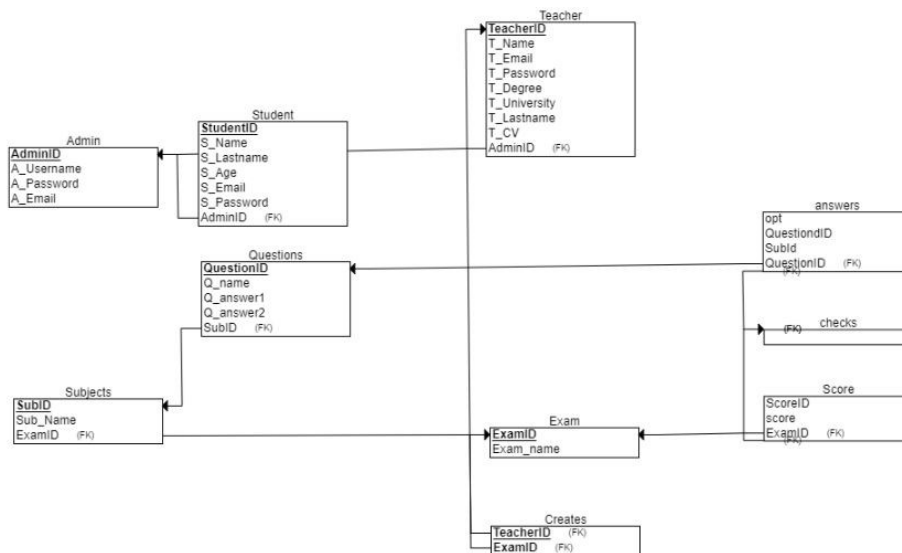 Teacher
TeacherID
T_Name
T_Email
T_Password
T_Degree
T_University
T_Lastname
T_CV
AdminID (FK)
Student
StudentID
S_Name
S_Lastname
S_Age
S_Email
S_Password
AdminID (FK)
Admin
AdminID
A_Username
A_Password
A_Email
answers
opt
QuestiondID
SubId
QuestionID (FK)
(FK)
Questions
QuestionID
Q_name
Q_answer1
Q_answer2
SubID (FK)
checks
(FK)
Subjects
SubID
Sub_Name
ExamID (FK)
Exam
ExamID
Exam_name
Score
ScoreID
score
ExamID (FK)
(FK)
Creates
TeacherID (FK)
ExamID (FK)